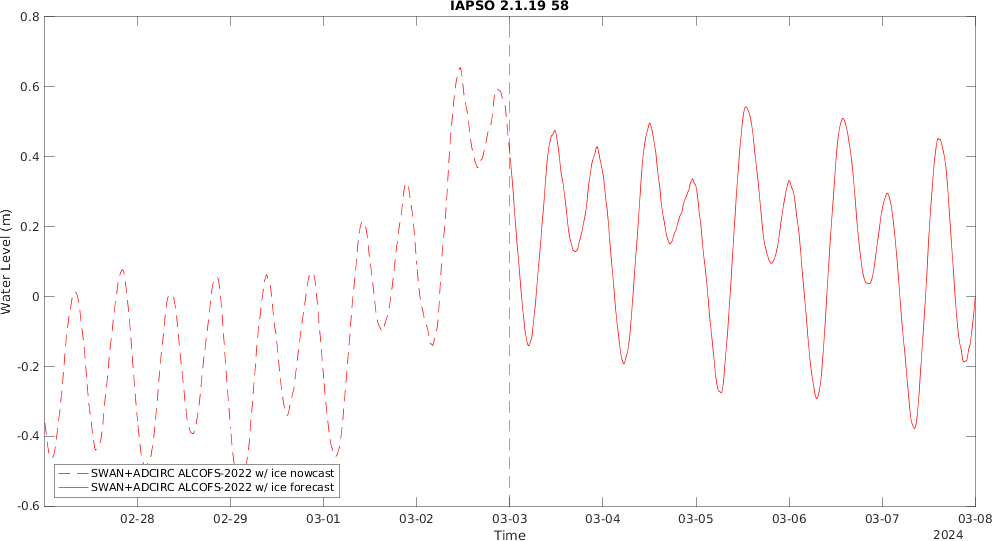 IAPSO 2.1.19 58
0.8
0.6
0.4
0.2
0
-0.2
-0.4
-0.6
Water Level (m)
SWAN+ADCIRC ALCOFS-2022 w/ ice nowcast
SWAN+ADCIRC ALCOFS-2022 w/ ice forecast
02-28 02-29 03-01 03-02 03-03 03-04 03-05 03-06 03-07 03-08
Time
2024